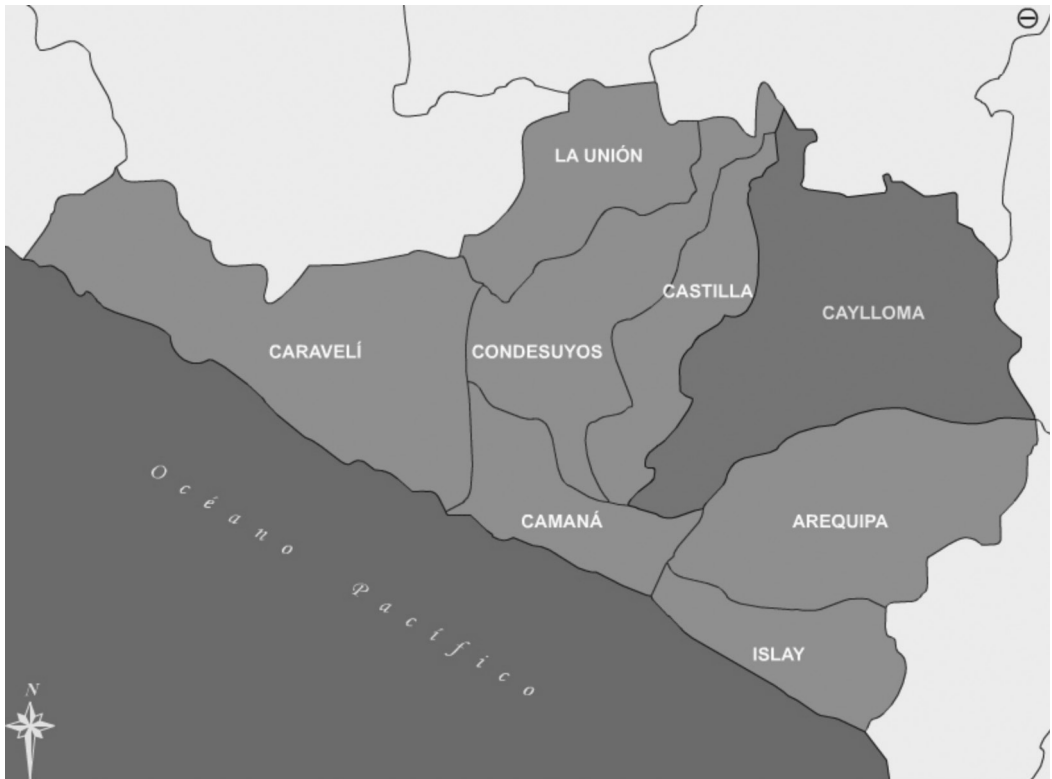 LA UNIÓN
CASTILLA
CAYLLOMA
CARAVELÍ
CONDESUYOS
CAMANÁ
AREQUIPA
Océano Pacífico
ISLAY
N